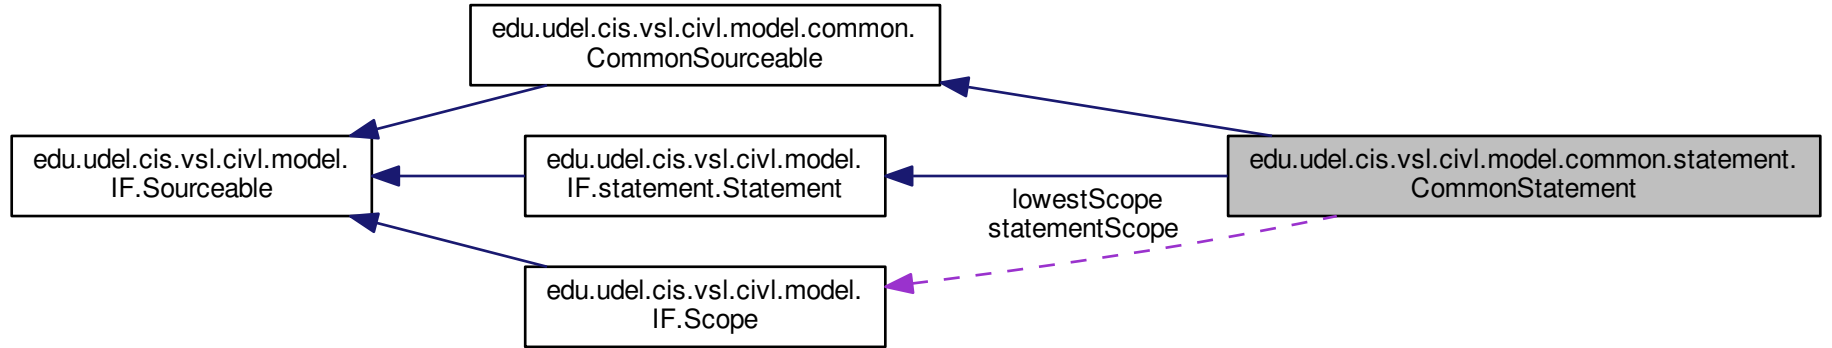 edu.udel.cis.vsl.civl.model.common.
CommonSourceable
edu.udel.cis.vsl.civl.model.
IF.Sourceable
edu.udel.cis.vsl.civl.model.
IF.statement.Statement
edu.udel.cis.vsl.civl.model.common.statement.
CommonStatement
lowestScope
statementScope
edu.udel.cis.vsl.civl.model.
IF.Scope